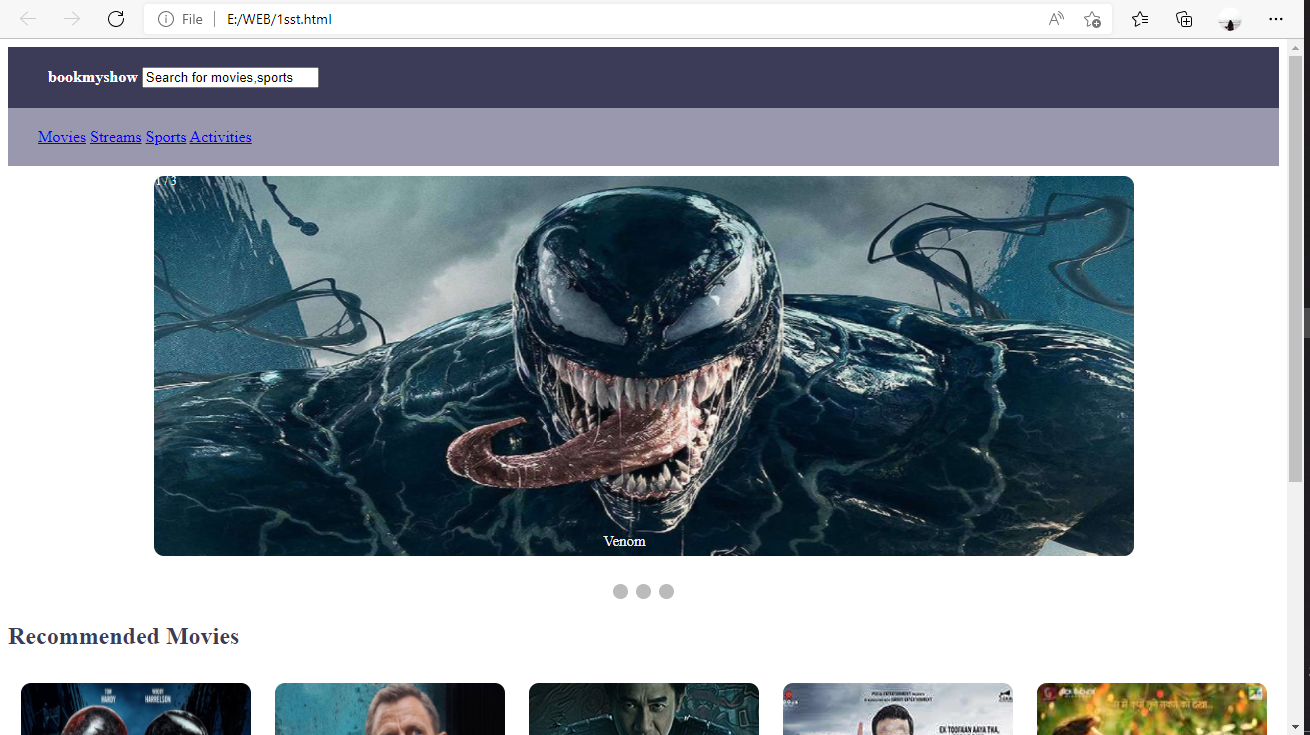 File E:/WEB/1sst.html
bookmyshow Search for movies,sports
Movies Streams Sports Activities
1 / 3
Venom
Recommended Movies
TOM HARDY WOODY HARRELSON
EK TOOFAAN AAYA THA,